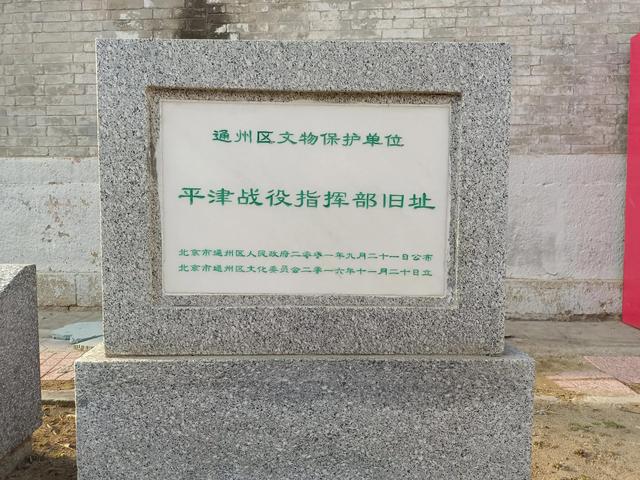 通州区文物保护单位
平津战役指挥部旧址
北京市通州区人民政府二零零一年九月二十一日公布
北京市通州区文化委员会二零一六年十一月二十日立